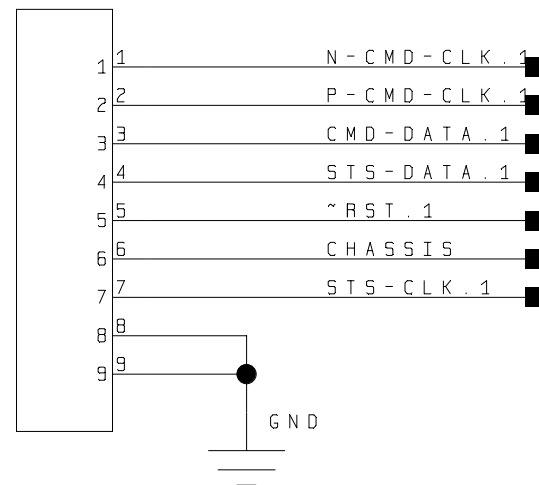 1 1 N-CMD-CLK.1
2 2 P-CMD-CLK.1
3 3 CMD-DATA.1
4 4 STS-DATA.1
5 5 ~RST.1
6 6 CHASSIS
7 7 STS-CLK.1
8 8
9 9
GND